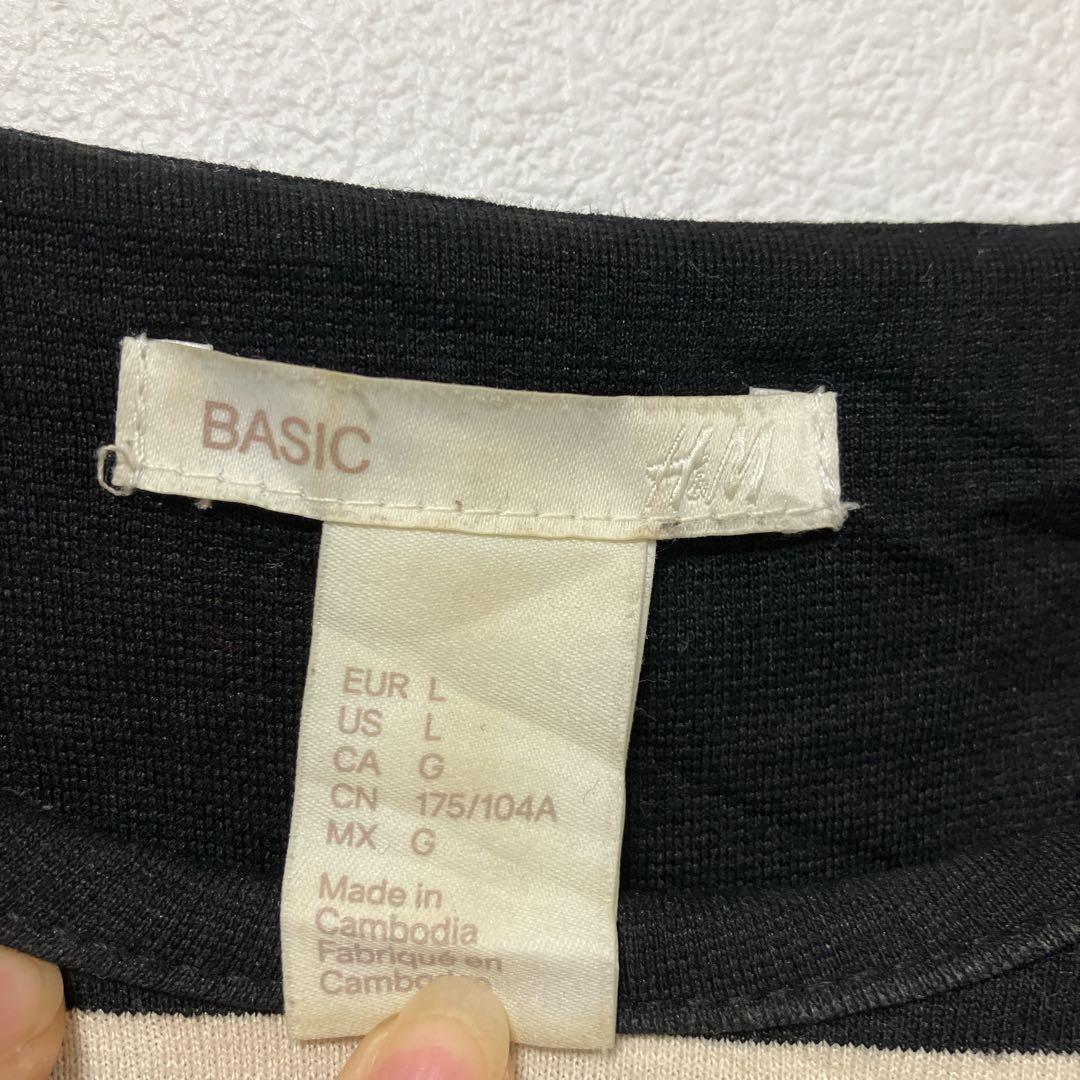 BASIC H&M
EUR L
US L
CA G
CN 175/104A
MX G
Made in
Cambodia
Fabriqué en